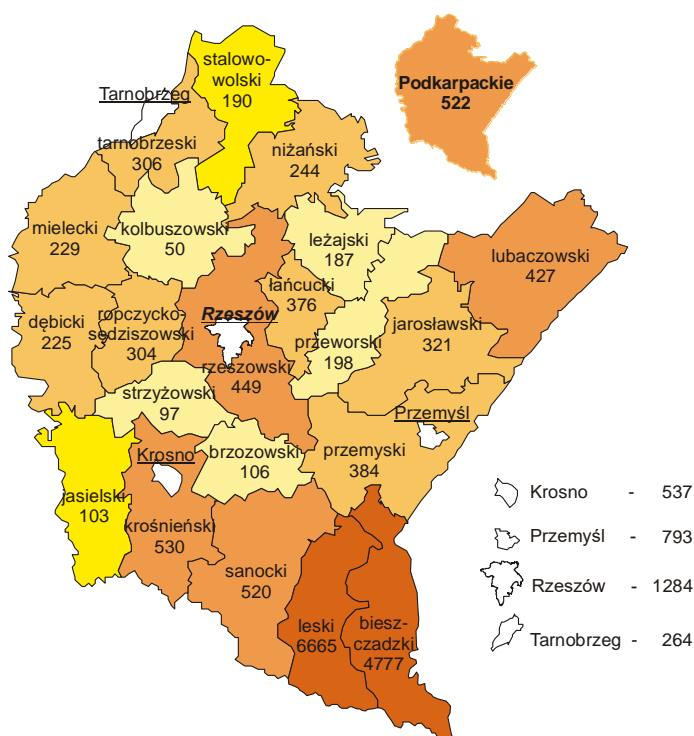 stalowo-
wolski
190
Podkarpackie
522
Tarnobrzeg
tarnobrzeski
306
niżański
244
mielecki
229
kolbuszowski
50
leżajski
187
lubaczowski
427
łańcucki
376
dębicki
225
ropczycko-
sędziszowski
304
Rzeszów
jarosławski
321
przeworski
198
rzeszowski
449
strzyżowski
97
Przemyśl
Krosno
brzozowski
106
przemyski
384
jasielski
103
krośnieński
530
sanocki
520
leski
6665
biesz-
czadzki
4777
Krosno - 537
Przemyśl - 793
Rzeszów - 1284
Tarnobrzeg - 264